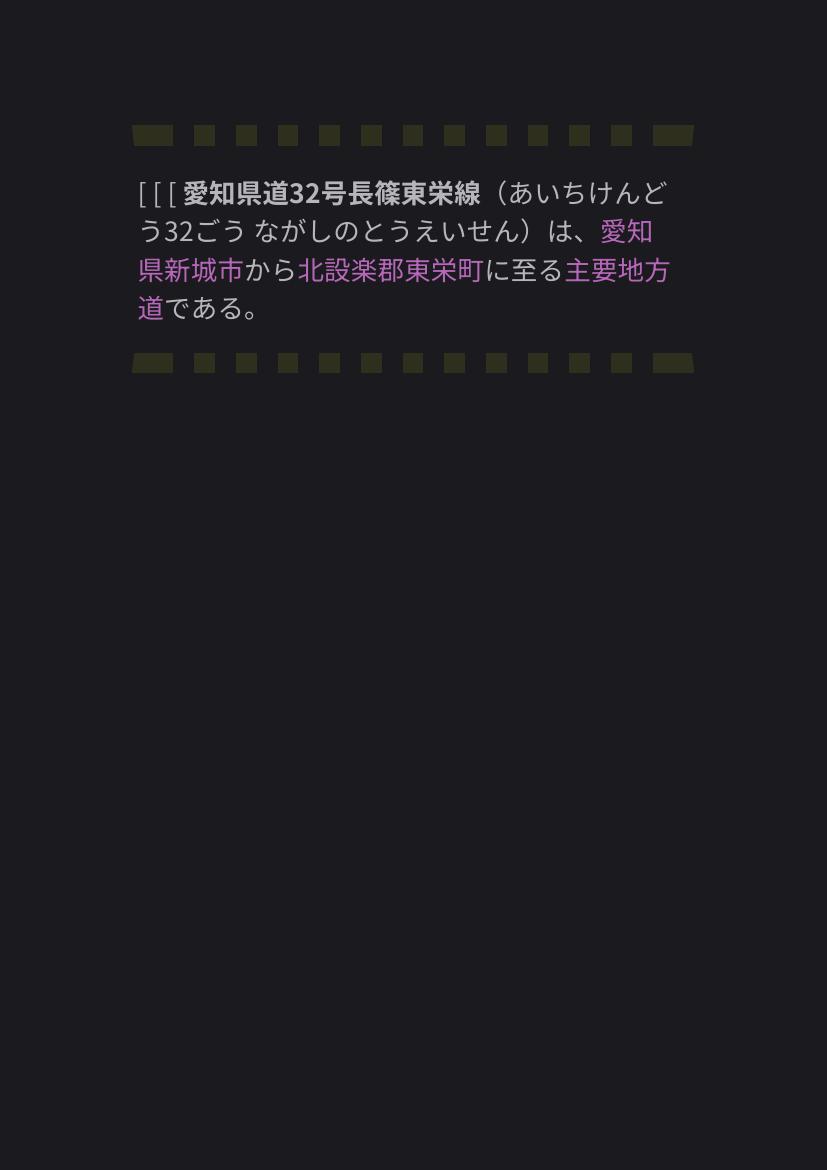 [ [ [ 愛知県道32号長篠東栄線（あいちけんど
う32ごう ながしのとうえいせん）は、愛知
県新城市から北設楽郡東栄町に至る主要地方
道である。